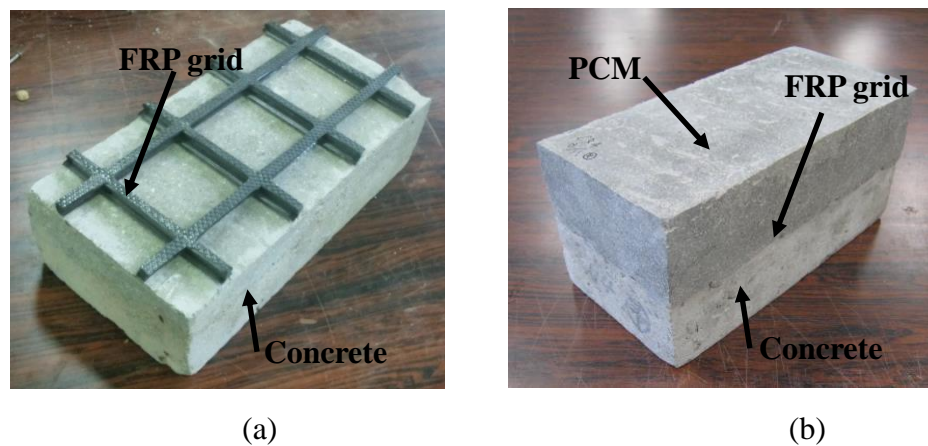 FRP grid
Concrete
(a)
PCM
FRP grid
Concrete
(b)